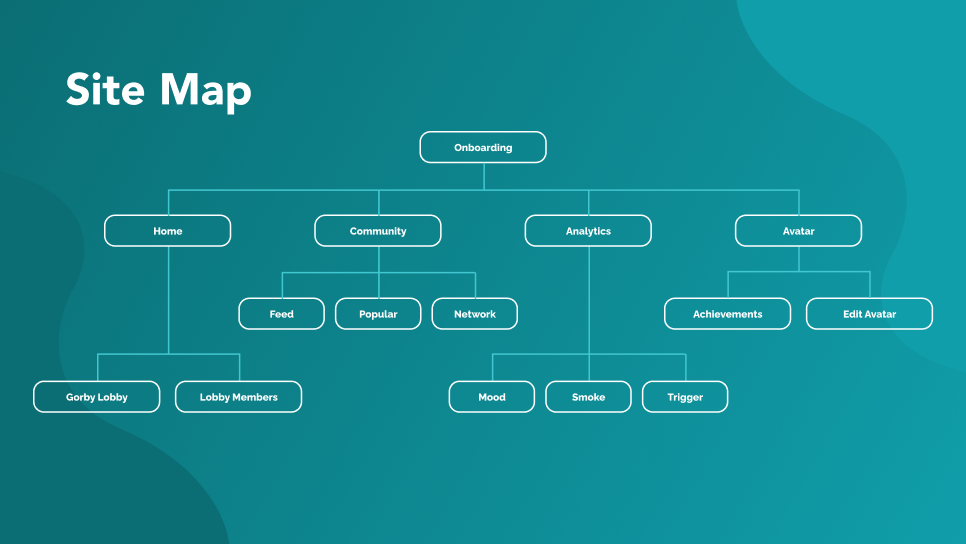 Site Map
Onboarding
Home
Community
Analytics
Avatar
Feed
Popular
Network
Achievements
Edit Avatar
Gorby Lobby
Lobby Members
Mood
Smoke
Trigger